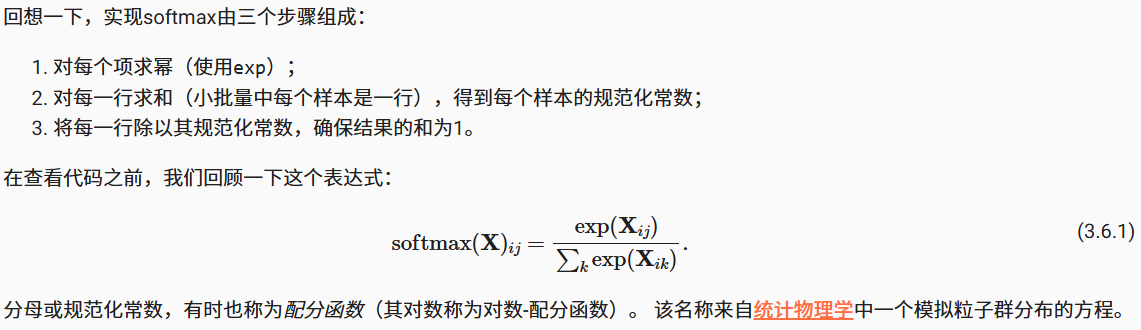 回想一下，实现softmax由三个步骤组成：
1. 对每个项求幂（使用exp）；
2. 对每一行求和（小批量中每个样本是一行），得到每个样本的规范化常数；
3. 将每一行除以其规范化常数，确保结果的和为1。
在查看代码之前，我们回顾一下这个表达式：
softmax(X)ij = exp(Xij) / ∑k exp(Xik). (3.6.1)
分母或规范化常数，有时也称为配分函数（其对数称为对数-配分函数）。 该名称来自统计物理学中一个模拟粒子群分布的方程。